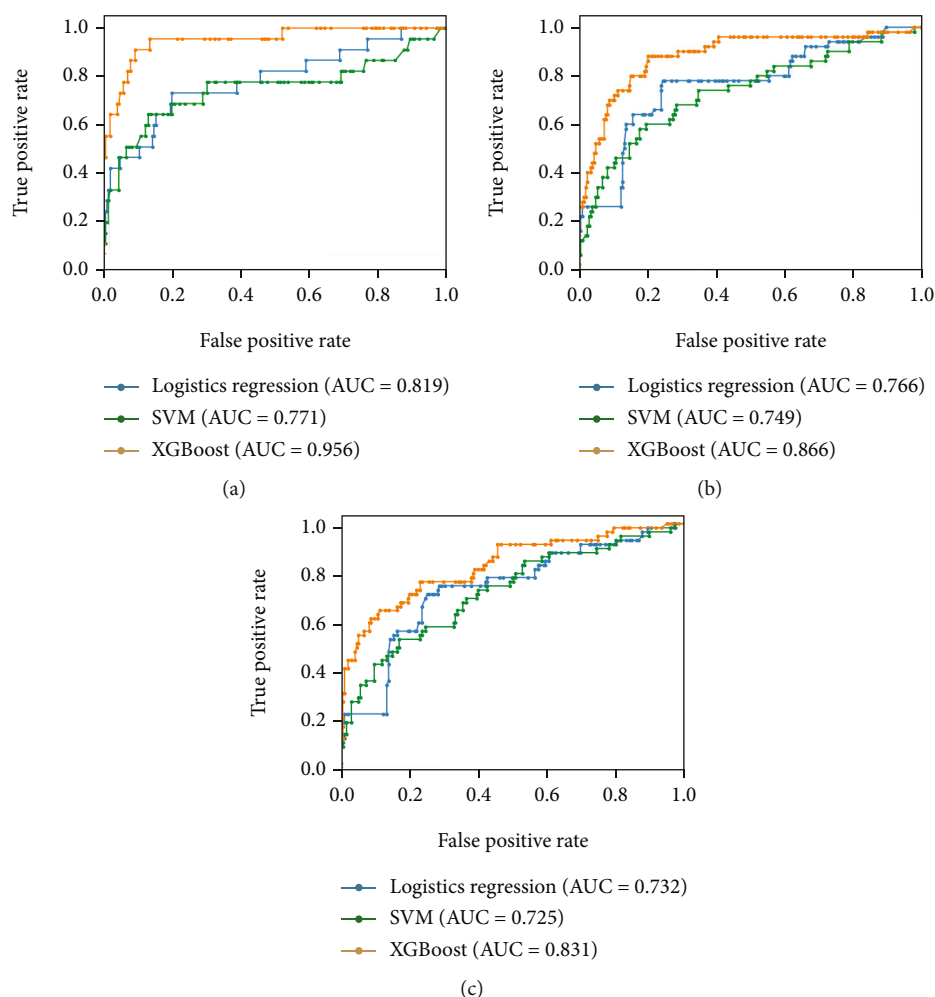 1.0
0.8
0.6
0.4
0.2
0.0
True positive rate
0.0 0.2 0.4 0.6 0.8 1.0
False positive rate
Logistics regression (AUC = 0.819)
SVM (AUC = 0.771)
XGBoost (AUC = 0.956)
(a)
1.0
0.8
0.6
0.4
0.2
0.0
True positive rate
0.0 0.2 0.4 0.6 0.8 1.0
False positive rate
Logistics regression (AUC = 0.766)
SVM (AUC = 0.749)
XGBoost (AUC = 0.866)
(b)
1.0
0.8
0.6
0.4
0.2
0.0
True positive rate
0.0 0.2 0.4 0.6 0.8 1.0
False positive rate
Logistics regression (AUC = 0.732)
SVM (AUC = 0.725)
XGBoost (AUC = 0.831)
(c)